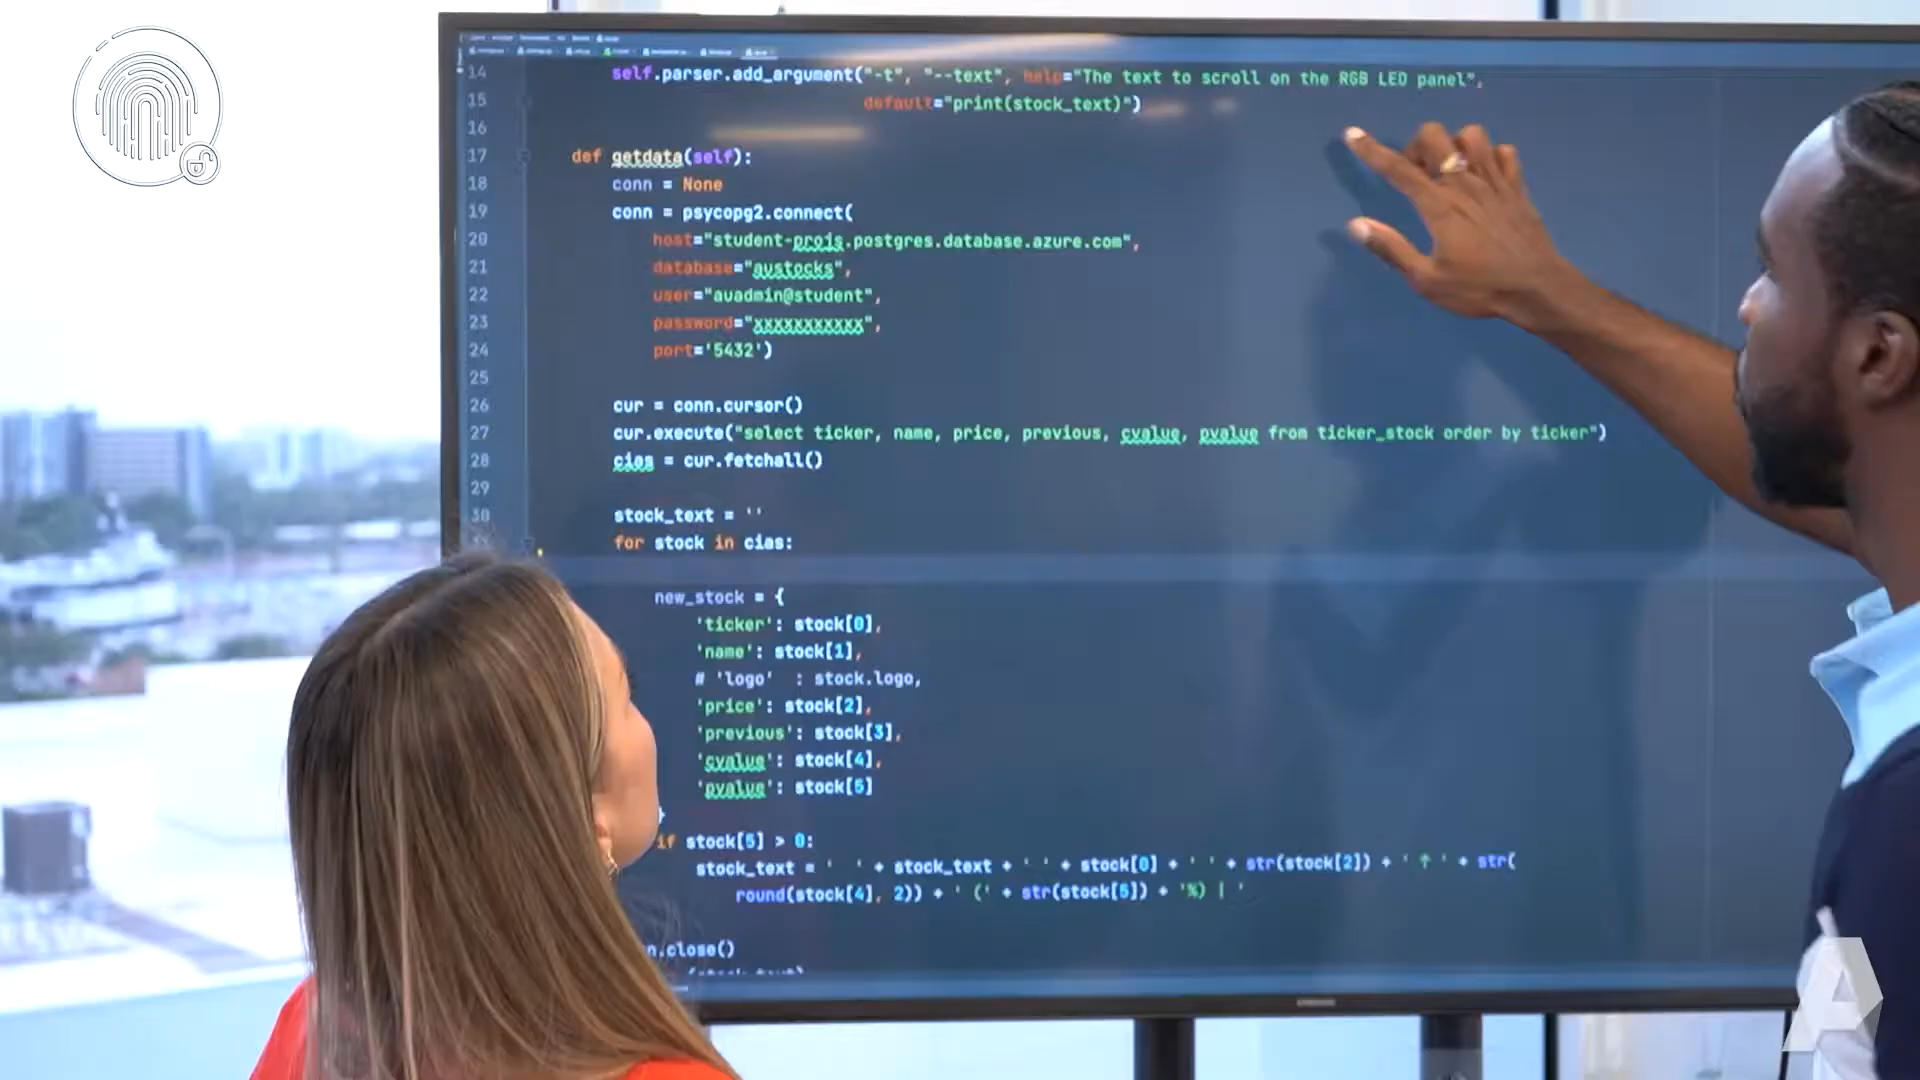 14 self.parser.add_argument("-t", "--text", help="The text to scroll on the RGB LED panel",
15 default="print(stock_text)")
16
17 def getdata(self):
18 conn = None
19 conn = psycopg2.connect(
20 host="student-projs.postgres.database.azure.com",
21 database="austocks",
22 user="auadmin@student",
23 password="xxxxxxxxxxx",
24 port='5432')
25
26 cur = conn.cursor()
27 cur.execute("select ticker, name, price, previous, cvalue, pvalue from ticker_stock order by ticker")
28 cias = cur.fetchall()
29
30 stock_text = ''
for stock in cias:
new_stock = {
'ticker': stock[0],
'name': stock[1],
# 'logo' : stock.logo,
'price': stock[2],
'previous': stock[3],
'cvalue': stock[4],
'pvalue': stock[5]
}
if stock[5] > 0:
stock_text = ' ' + stock_text + ' ' + stock[0] + ' ' + str(stock[2]) + ' ↑ ' + str(
round(stock[4], 2)) + ' (' + str(stock[5]) + '%) | '
n.close()